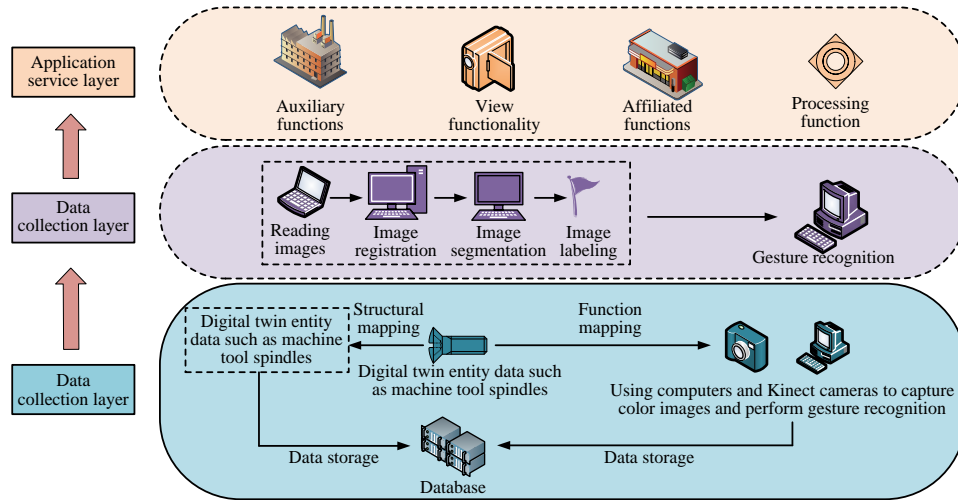 Application
service layer
Auxiliary
functions
View
functionality
Affiliated
functions
Processing
function
Data
collection layer
Reading
images
Image
registration
Image
segmentation
Image
labeling
Gesture recognition
Data
collection layer
Digital twin entity
data such as machine
tool spindles
Structural
mapping
Function
mapping
Digital twin entity data such
as machine tool spindles
Using computers and Kinect cameras to capture
color images and perform gesture recognition
Data storage
Data storage
Database